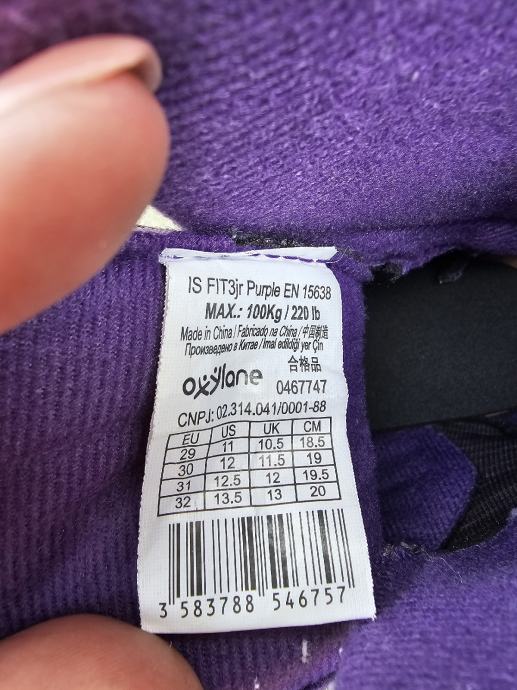 IS FIT3jr Purple EN 15638
MAX.: 100Kg / 220 lb
Made in China / Fabricado na China / 中国制造
Произведено в Китае / Imal edildiği yer Çin
合格品
oxylane 0467747
CNPJ: 02.314.041/0001-88
EU US UK CM
29 11 10.5 18.5
30 12 11.5 19
31 12.5 12 19.5
32 13.5 13 20
3 583788 546757